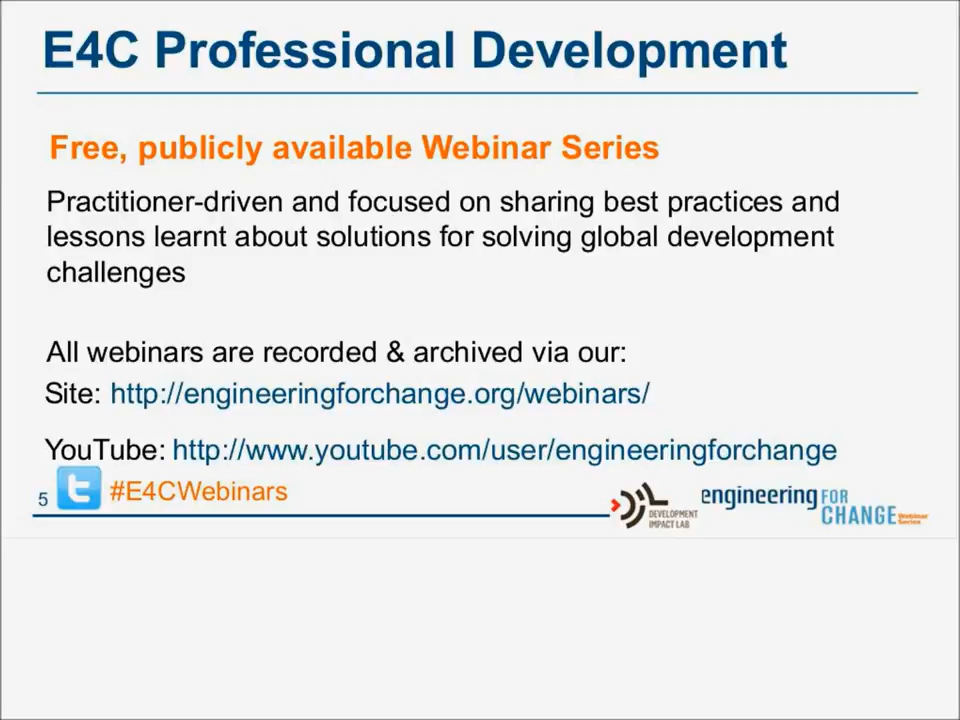 E4C Professional Development
Free, publicly available Webinar Series
Practitioner-driven and focused on sharing best practices and
lessons learnt about solutions for solving global development
challenges
All webinars are recorded & archived via our:
Site: http://engineeringforchange.org/webinars/
YouTube: http://www.youtube.com/user/engineeringforchange
5
#E4CWebinars
DEVELOPMENT
IMPACT LAB
engineering FOR
CHANGE Webinar
Series